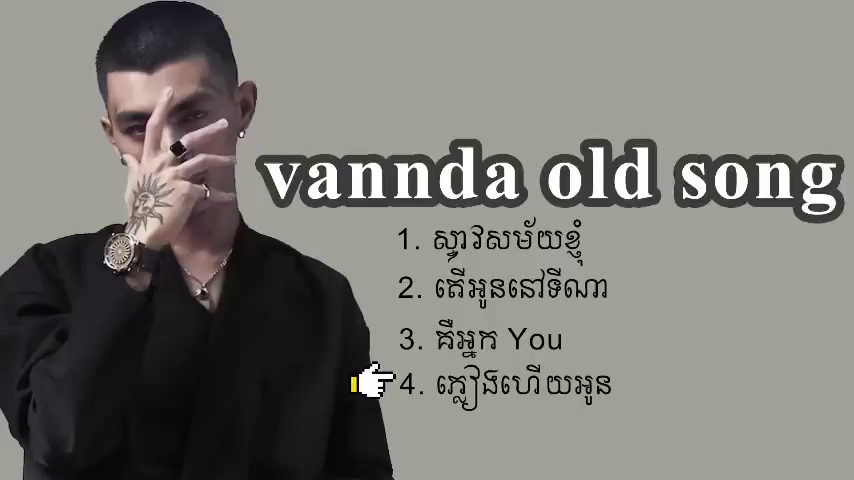 vannda old song
1. ស្វាវសម័យខ្ញុំ
2. តើអូននៅទីណា
3. គឺអ្នក You
4. ភ្លៀងហើយអូន